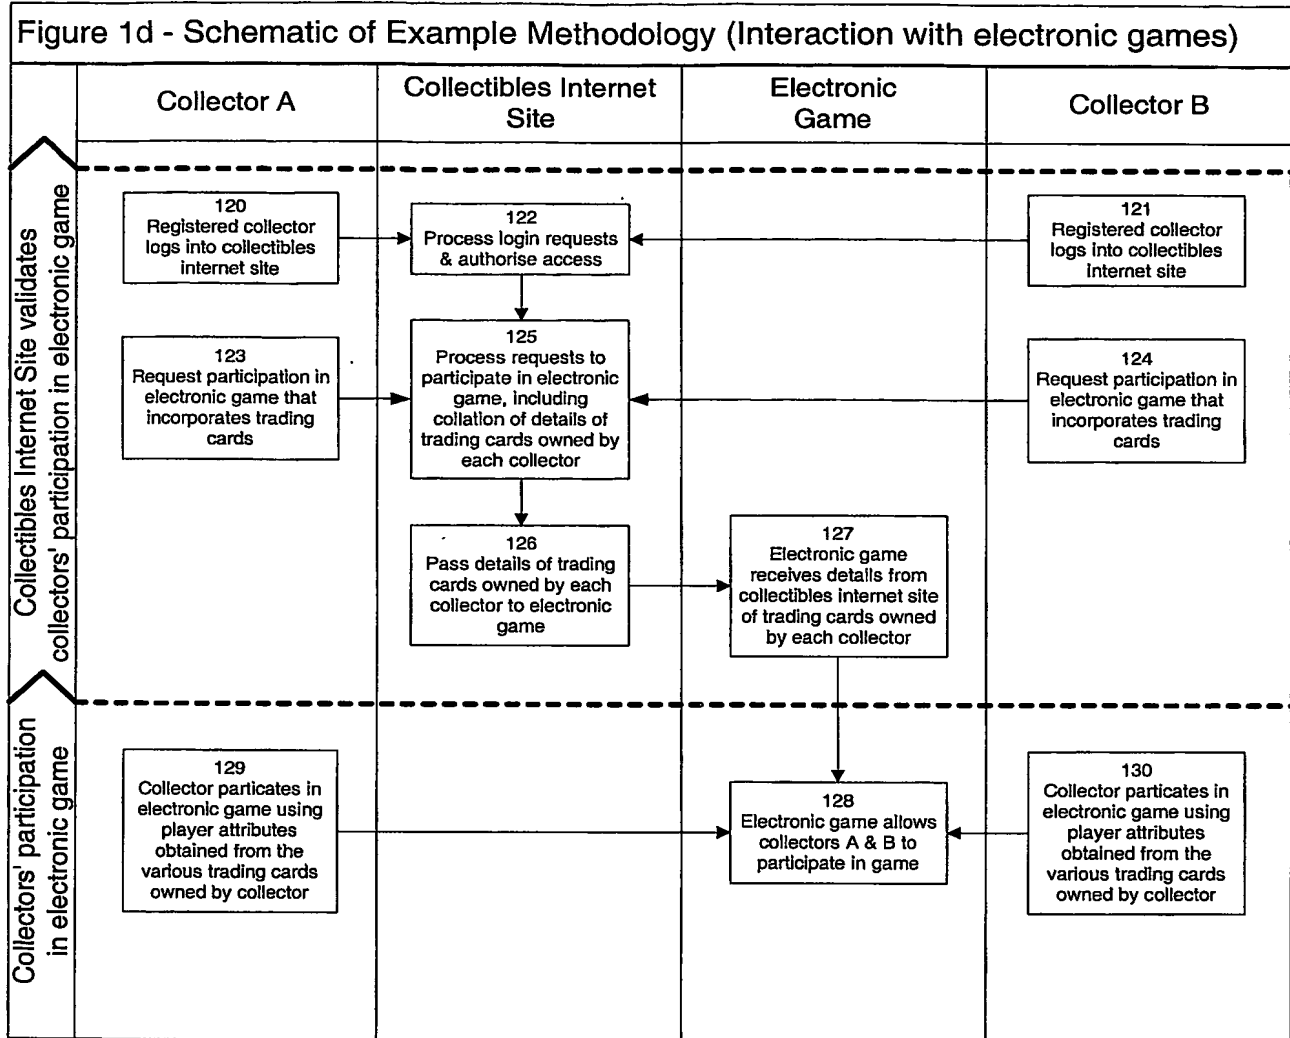 Figure 1d - Schematic of Example Methodology (Interaction with electronic games)
Collector A
Collectibles Internet
Site
Electronic
Game
Collector B
Collectibles Internet Site validates
collectors' participation in electronic game
120
Registered collector
logs into collectibles
internet site
122
Process login requests
& authorise access
121
Registered collector
logs into collectibles
internet site
123
Request participation in
electronic game that
incorporates trading
cards
125
Process requests to
participate in electronic
game, including
collation of details of
trading cards owned by
each collector
124
Request participation in
electronic game that
incorporates trading
cards
126
Pass details of trading
cards owned by each
collector to electronic
game
127
Electronic game
receives details from
collectibles internet site
of trading cards owned
by each collector
Collectors' participation
in electronic game
129
Collector particates in
electronic game using
player attributes
obtained from the
various trading cards
owned by collector
128
Electronic game allows
collectors A & B to
participate in game
130
Collector particates in
electronic game using
player attributes
obtained from the
various trading cards
owned by collector